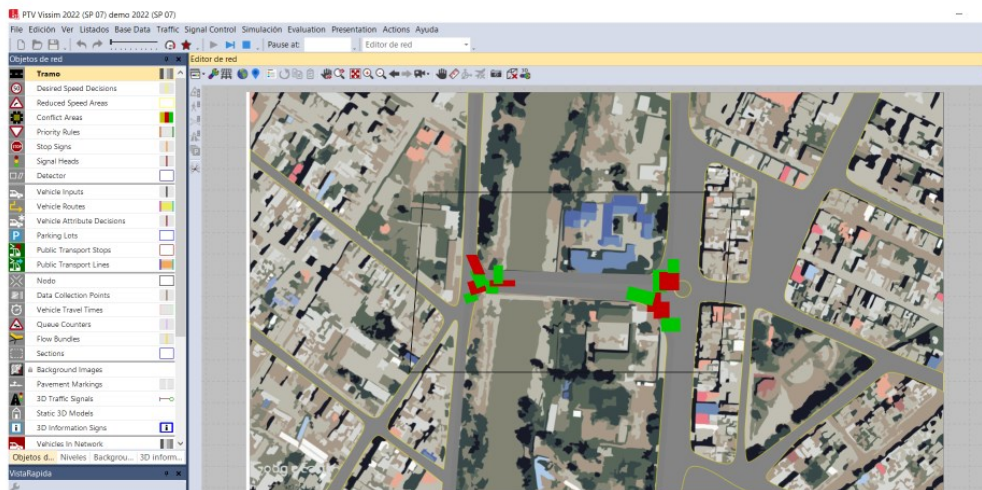 PTV Vissim 2022 (SP 07) demo 2022 (SP 07)
File Edición Ver Listados Base Data Traffic Signal Control Simulación Evaluation Presentation Actions Ayuda
Pause at: Editor de red
Objetos de red
Editor de red
Tramo
Desired Speed Decisions
Reduced Speed Areas
Conflict Areas
Priority Rules
Stop Signs
Signal Heads
Detector
Vehicle Inputs
Vehicle Routes
Vehicle Attribute Decisions
Parking Lots
Public Transport Stops
Public Transport Lines
Nodo
Data Collection Points
Vehicle Travel Times
Queue Counters
Flow Bundles
Sections
Background Images
Pavement Markings
3D Traffic Signals
Static 3D Models
3D Information Signs
Vehicles In Network
Objetos d... Niveles Backgrou... 3D inform...
VistaRapida
Google Earth